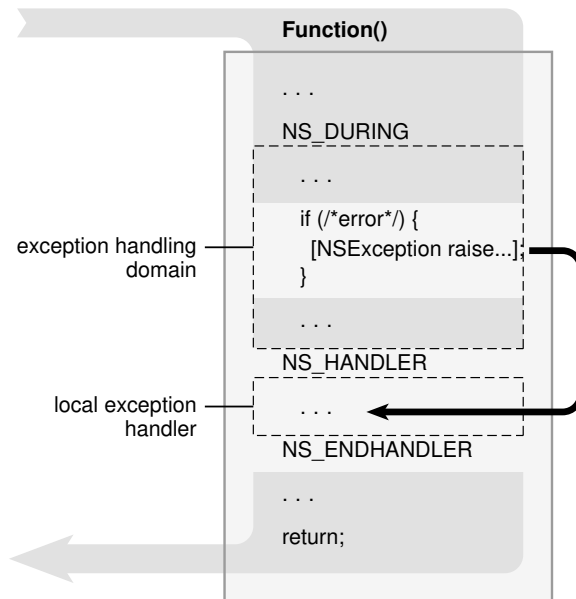 Function()
. . .
NS_DURING
. . .
if (/*error*/) {
[NSException raise...];
}
exception handling
domain
. . .
NS_HANDLER
local exception
handler
. . .
NS_ENDHANDLER
. . .
return;